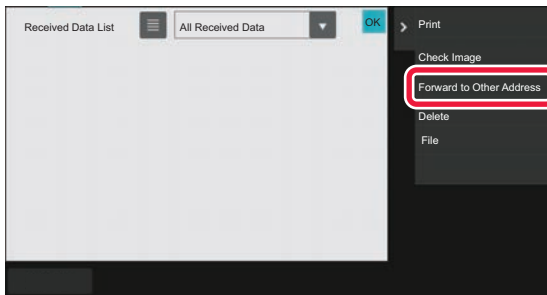 Received Data List
All Received Data
OK
Print
Check Image
Forward to Other Address
Delete
File